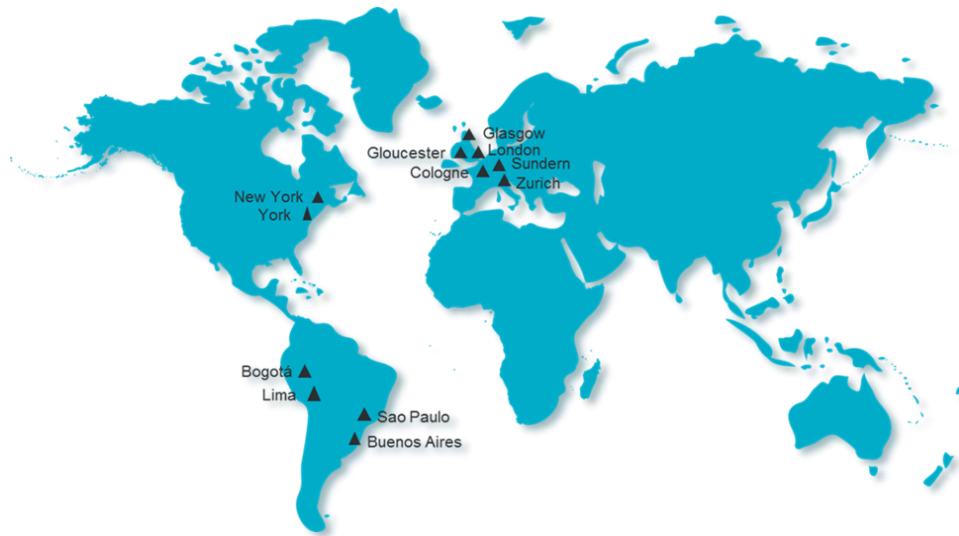 Glasgow
Gloucester
London
Sundern
Cologne
Zurich
New York
York
Bogotá
Lima
Sao Paulo
Buenos Aires